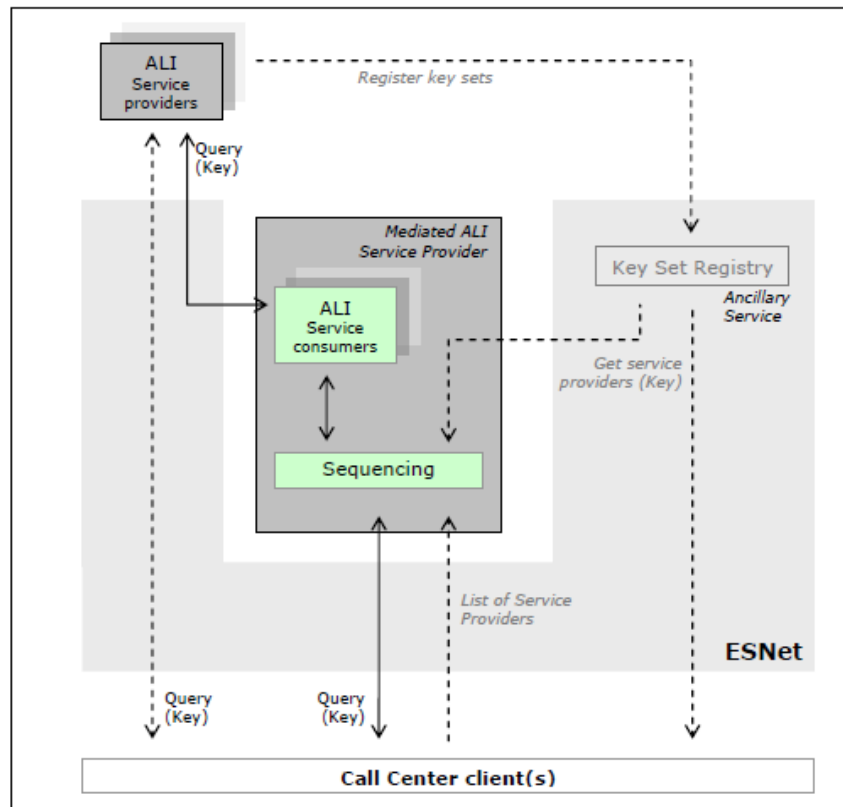 ALI
Service
providers
Register key sets
Query
(Key)
Mediated ALI
Service Provider
Key Set Registry
Ancillary
Service
ALI
Service
consumers
Get service
providers (Key)
Sequencing
List of Service
Providers
ESNet
Query
(Key)
Query
(Key)
Call Center client(s)